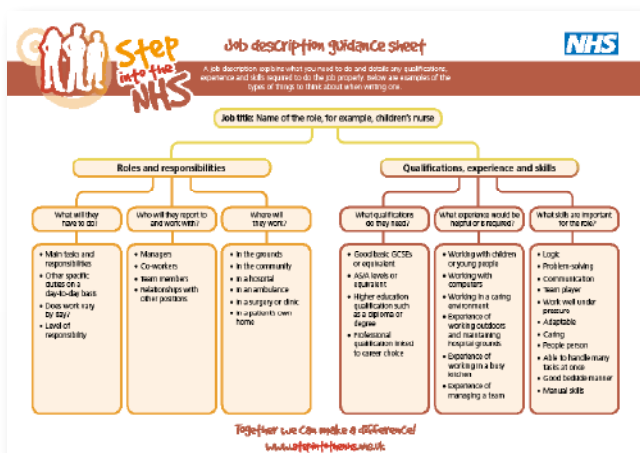 Step
into the
NHS
Job description guidance sheet
NHS
A job description explains what you need to do and details any qualifications,
experience and skills required to do the job properly. Below are examples of the
types of things to think about when writing one.
Job title: Name of the role, for example, children's nurse
Roles and responsibilities
Qualifications, experience and skills
What will they
have to do?
Who will they report to
and work with?
Where will
they work?
What qualifications
do they need?
What experience would be
helpful or is required?
What skills are important
for the role?
• Main tasks and
responsibilities
• Other specific
duties on a
day-to-day basis
• Does work vary
by day?
• Level of
responsibility
• Managers
• Co-workers
• Team members
• Relationships with
other positions
• In the grounds
• In the community
• In a hospital
• In an ambulance
• In a surgery or clinic
• In a patient's own
home
• Good basic GCSEs
or equivalent
• AS/A levels or
equivalent
• Higher education
qualification such
as a diploma or
degree
• Professional
qualification linked
to career choice
• Working with children
or young people
• Working with
computers
• Working in a caring
environment
• Experience of
working outdoors
and maintaining
hospital grounds
• Experience of
working in a busy
kitchen
• Experience of
managing a team
• Logic
• Problem-solving
• Communication
• Team player
• Work well under
pressure
• Adaptable
• Caring
• People person
• Able to handle many
tasks at once
• Good bedside manner
• Manual skills
Together we can make a difference!
www.stepintothenhs.nhs.uk